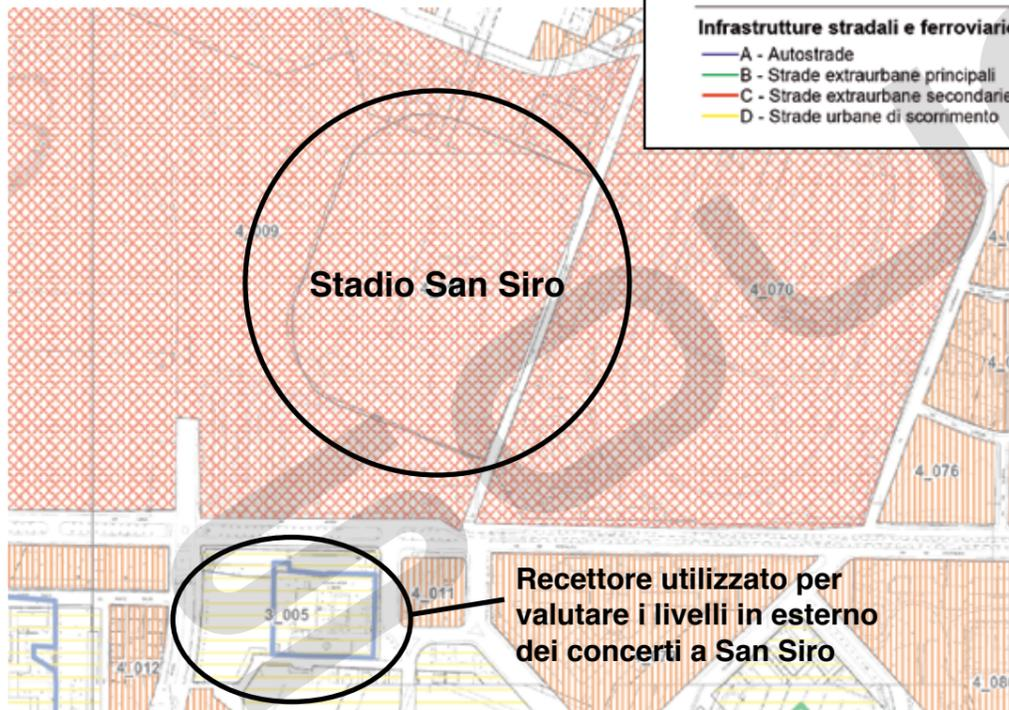 Infrastrutture stradali e ferroviarie
A - Autostrade
B - Strade extraurbane principali
C - Strade extraurbane secondarie
D - Strade urbane di scorrimento
4_009
Stadio San Siro
4_070
4_076
3_005
4_011
4_012
Recettore utilizzato per
valutare i livelli in esterno
dei concerti a San Siro